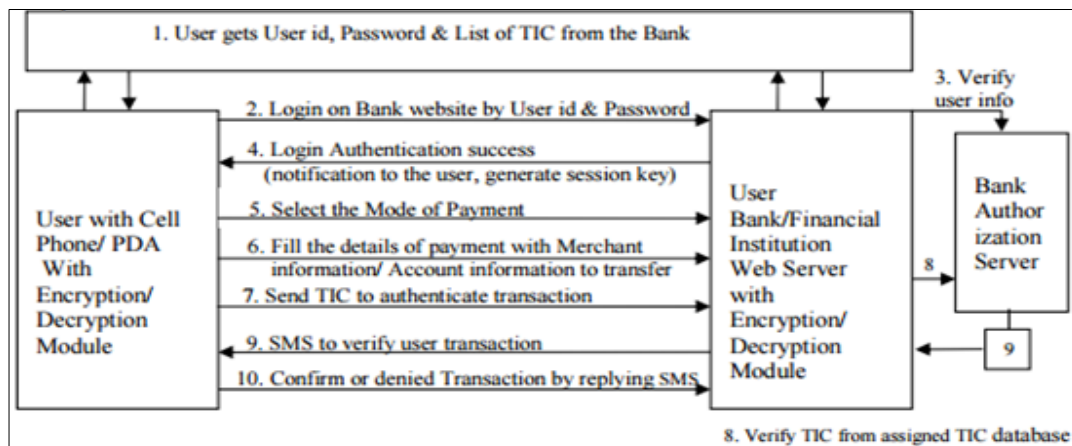 1. User gets User id, Password & List of TIC from the Bank
3. Verify
user info
2. Login on Bank website by User id & Password
4. Login Authentication success
(notification to the user, generate session key)
5. Select the Mode of Payment
6. Fill the details of payment with Merchant
information/ Account information to transfer
7. Send TIC to authenticate transaction
9. SMS to verify user transaction
10. Confirm or denied Transaction by replying SMS
User with Cell
Phone/ PDA
With
Encryption/
Decryption
Module
User
Bank/Financial
Institution
Web Server
with
Encryption/
Decryption
Module
8
Bank
Author
ization
Server
9
8. Verify TIC from assigned TIC database